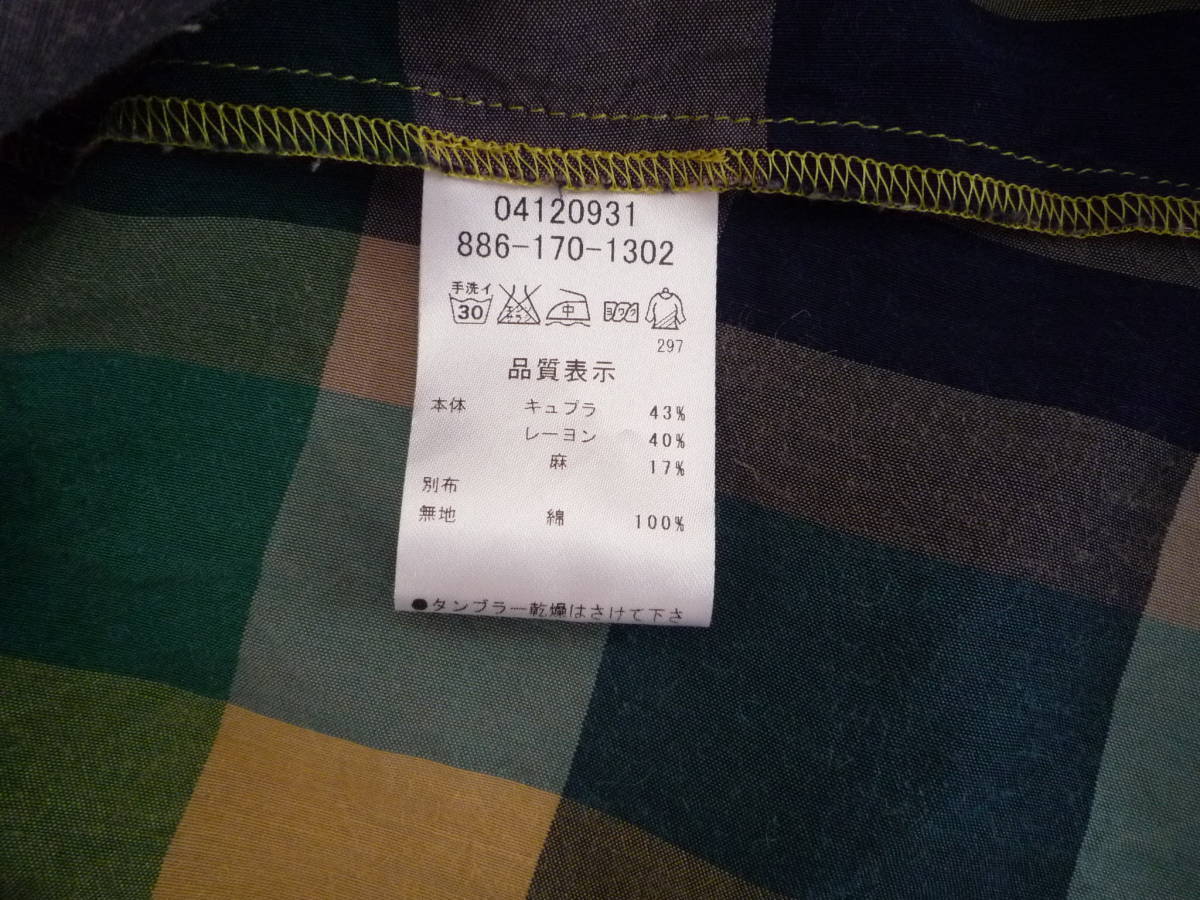 04120931
886-170-1302
手洗イ
30 中
297
品質表示
本体 キュプラ 43%
レーヨン 40%
麻 17%
別布
無地 綿 100%
●タンブラー乾燥はさけて下さ